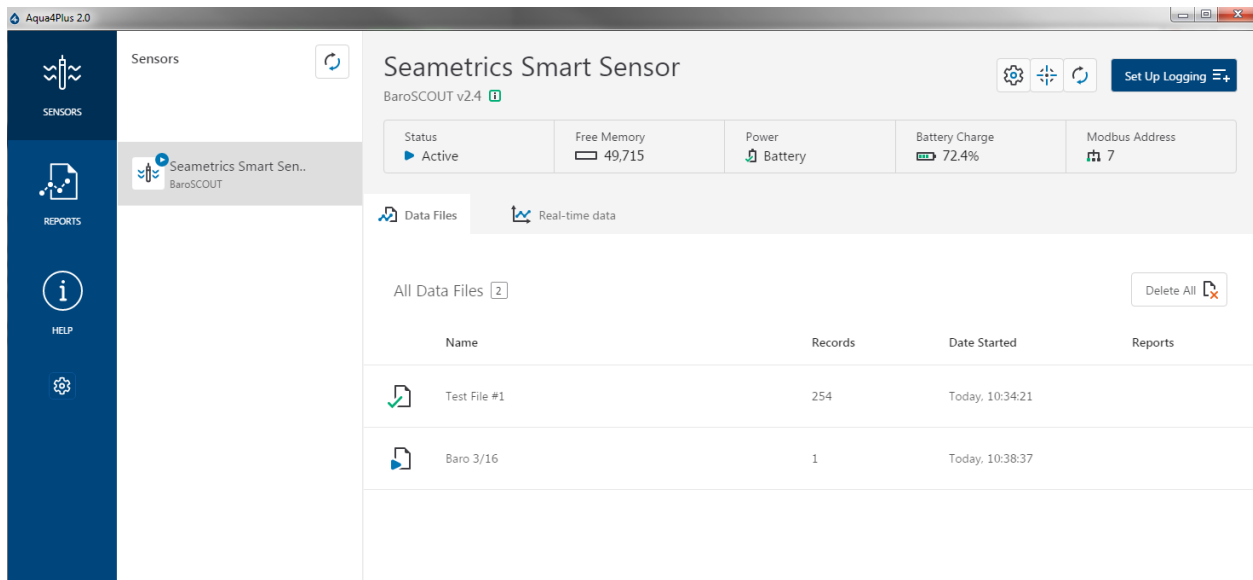 Aqua4Plus 2.0
SENSORS
REPORTS
HELP
Sensors
Seametrics Smart Sen..
BaroSCOUT
Seametrics Smart Sensor
BaroSCOUT v2.4
Set Up Logging
Status
Active
Free Memory
49,715
Power
Battery
Battery Charge
72.4%
Modbus Address
7
Data Files
Real-time data
All Data Files 2
Delete All
Name Records Date Started Reports
Test File #1 254 Today, 10:34:21
Baro 3/16 1 Today, 10:38:37